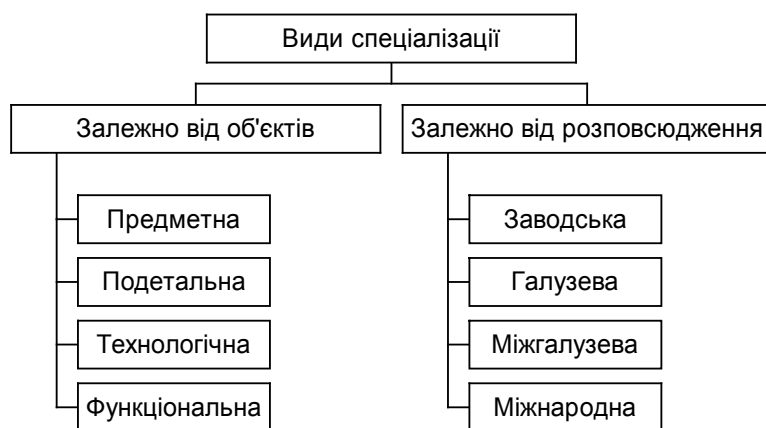 Види спеціалізації
Залежно від об'єктів
Залежно від розповсюдження
Предметна
Подетальна
Технологічна
Функціональна
Заводська
Галузева
Міжгалузева
Міжнародна